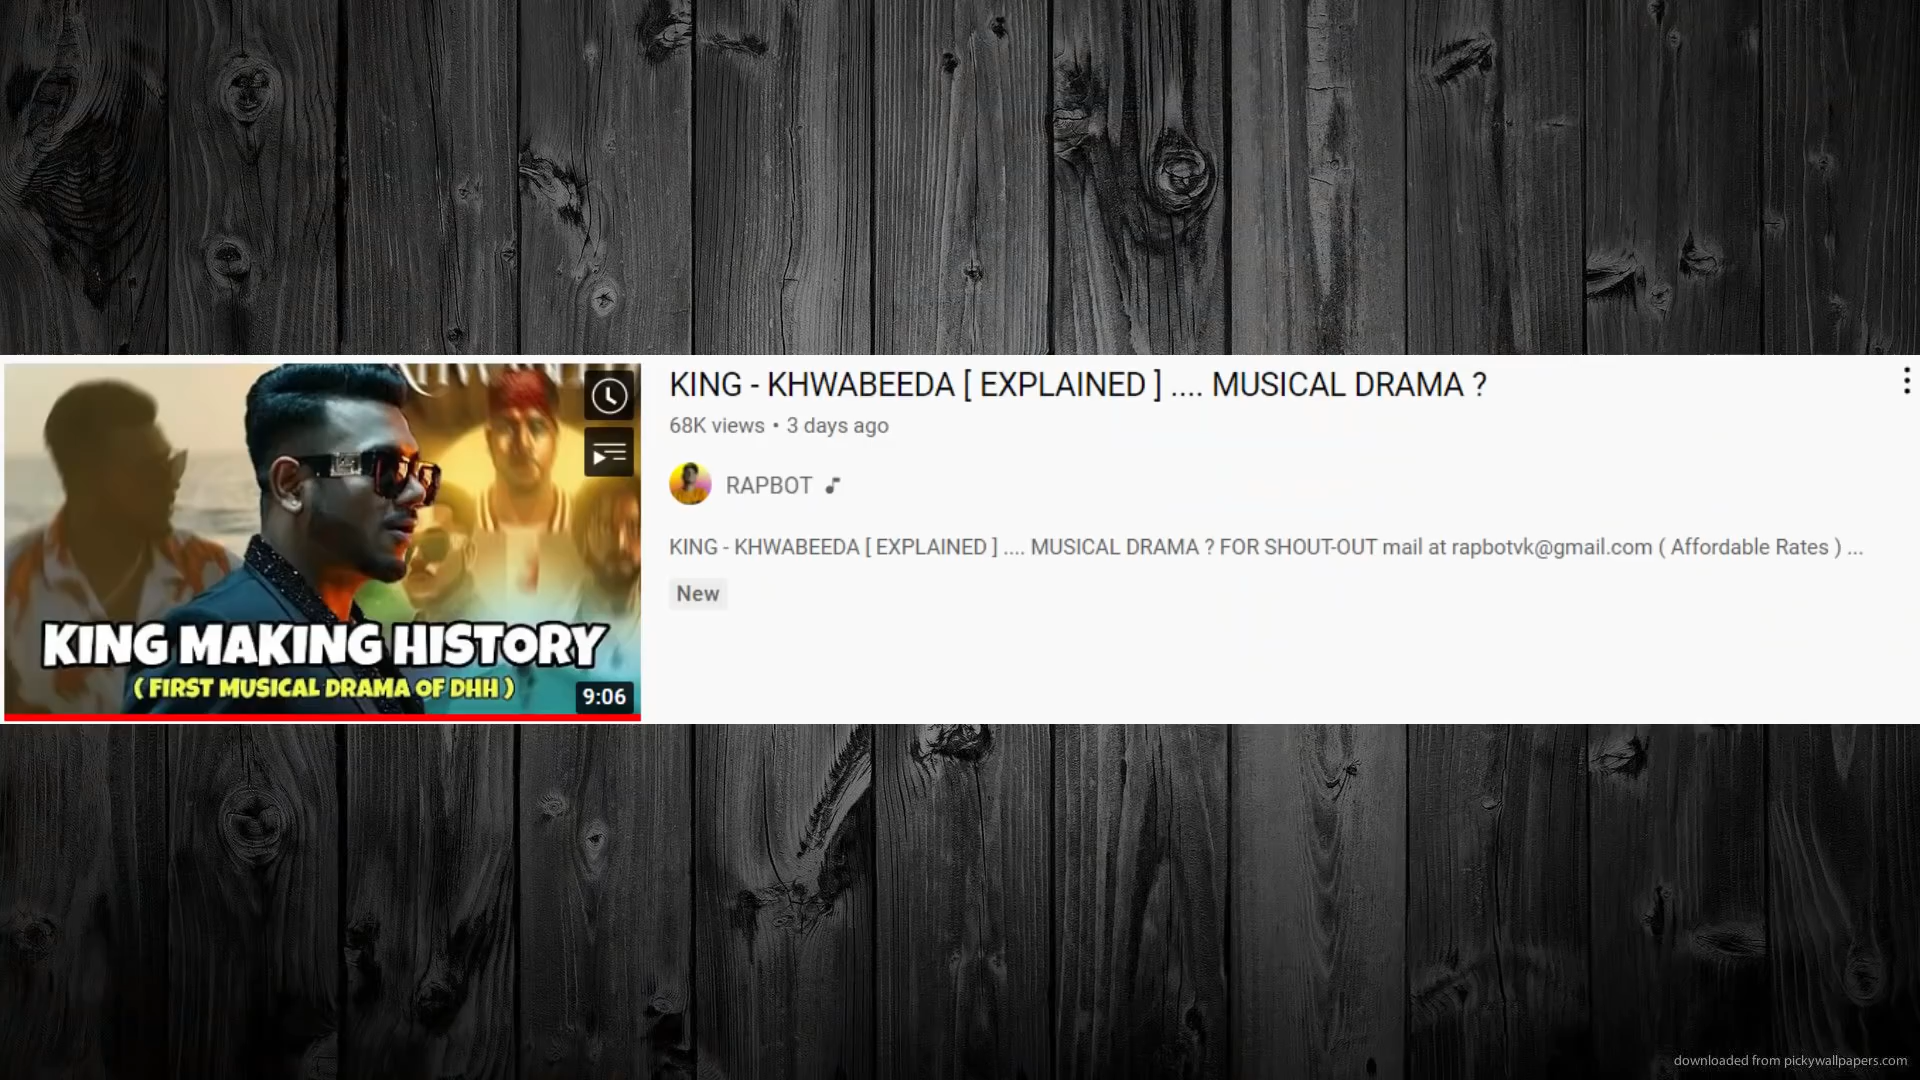 KING - KHWABEEDA [ EXPLAINED ] .... MUSICAL DRAMA ?
68K views • 3 days ago
RAPBOT
KING - KHWABEEDA [ EXPLAINED ] .... MUSICAL DRAMA ? FOR SHOUT-OUT mail at rapbotvk@gmail.com ( Affordable Rates ) ...
New
KING MAKING HISTORY
( FIRST MUSICAL DRAMA OF DHH )
9:06
downloaded from pickywallpapers.com